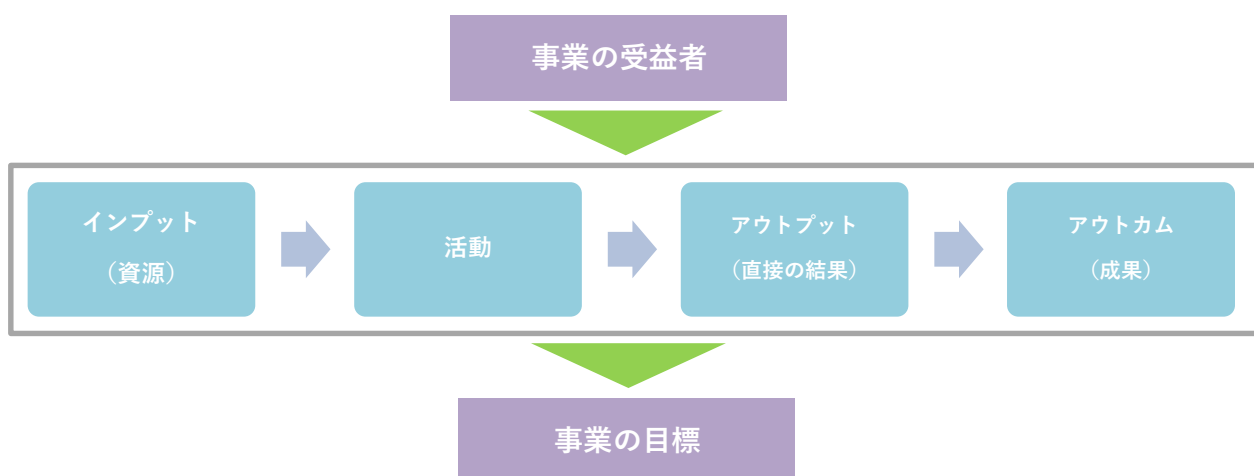 事業の受益者
インプット
（資源）
活動
アウトプット
（直接の結果）
アウトカム
（成果）
事業の目標